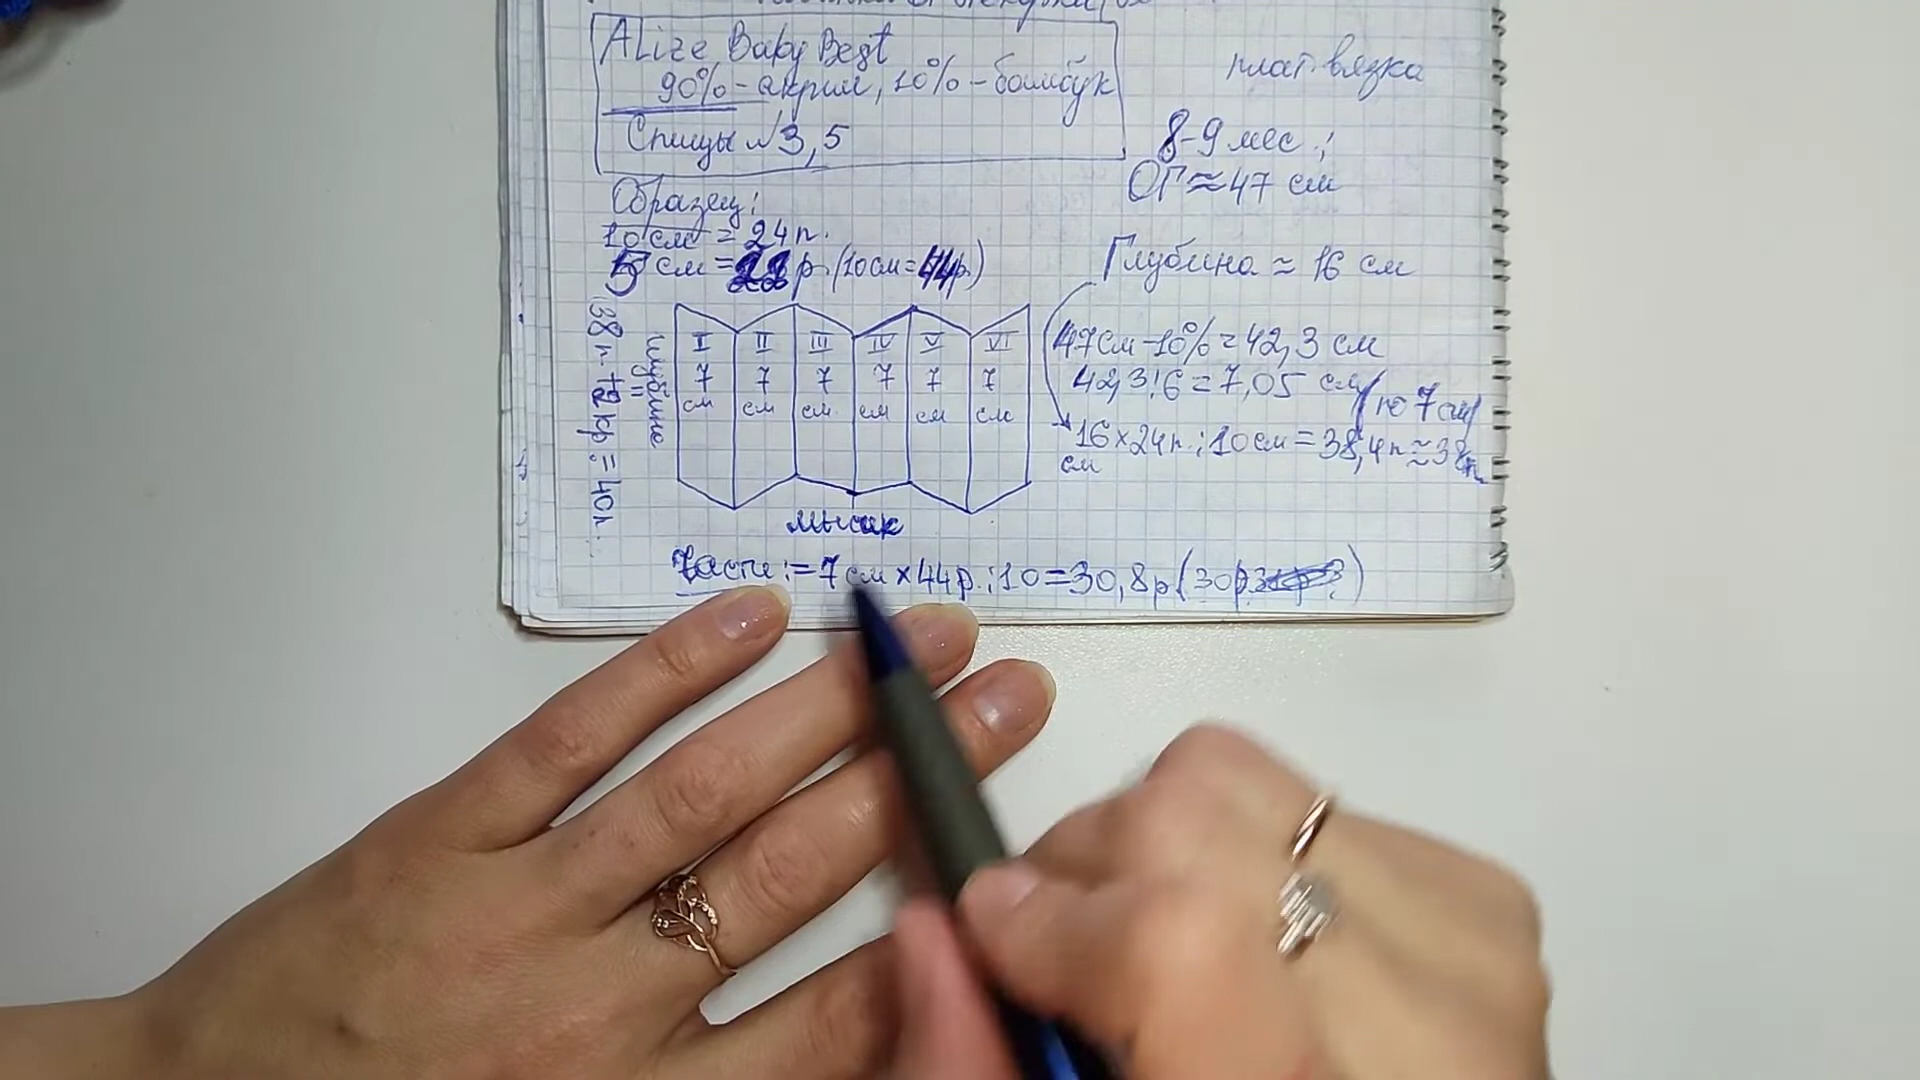 Alize Baby Best
90% - акрил, 10% - бамбук
Спицы №3,5
плат. вязка
8-9 мес.;
ОГ ≈ 47 см
Образец:
10 см = 24 п.
5 см = 22 р. (10 см = 44 р.)
Глубина ≈ 16 см
47 см - 10% = 42,3 см
42,3 : 6 = 7,05 см / по 7 см /
16 см × 24 п. : 10 см = 38,4 п ≈ 38 п
I II III IV V VI
7 7 7 7 7 7
см см см см см см
глубина =
38 п + 2 кр. = 40 п.
мысик
Части: = 7 см × 44 р. : 10 = 30,8 р (30р)